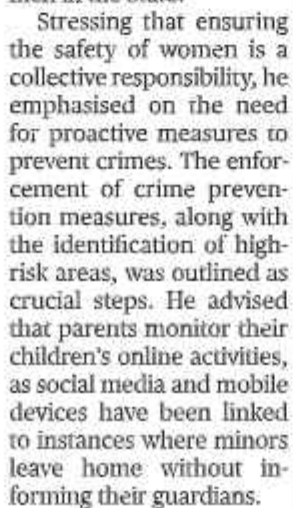 Stressing that ensuring
the safety of women is a
collective responsibility, he
emphasised on the need
for proactive measures to
prevent crimes. The enfor-
cement of crime preven-
tion measures, along with
the identification of high-
risk areas, was outlined as
crucial steps. He advised
that parents monitor their
children's online activities,
as social media and mobile
devices have been linked
to instances where minors
leave home without in-
forming their guardians.